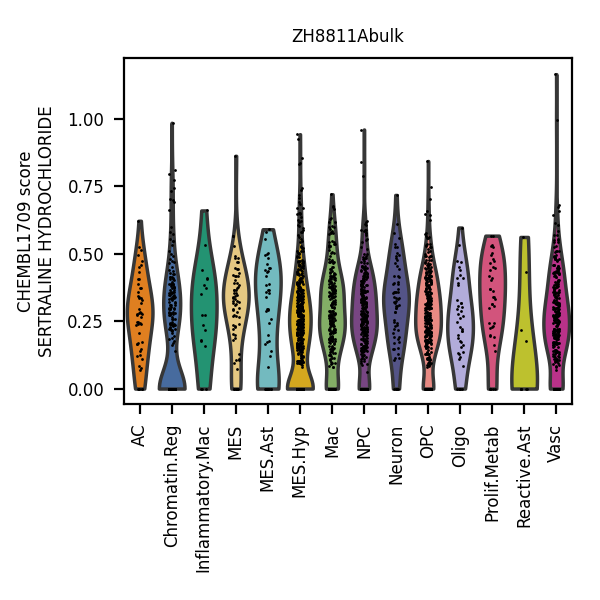 ZH8811Abulk
CHEMBL1709 score
SERTRALINE HYDROCHLORIDE
1.00
0.75
0.50
0.25
0.00
AC
Chromatin.Reg
Inflammatory.Mac
MES
MES.Ast
MES.Hyp
Mac
NPC
Neuron
OPC
Oligo
Prolif.Metab
Reactive.Ast
Vasc